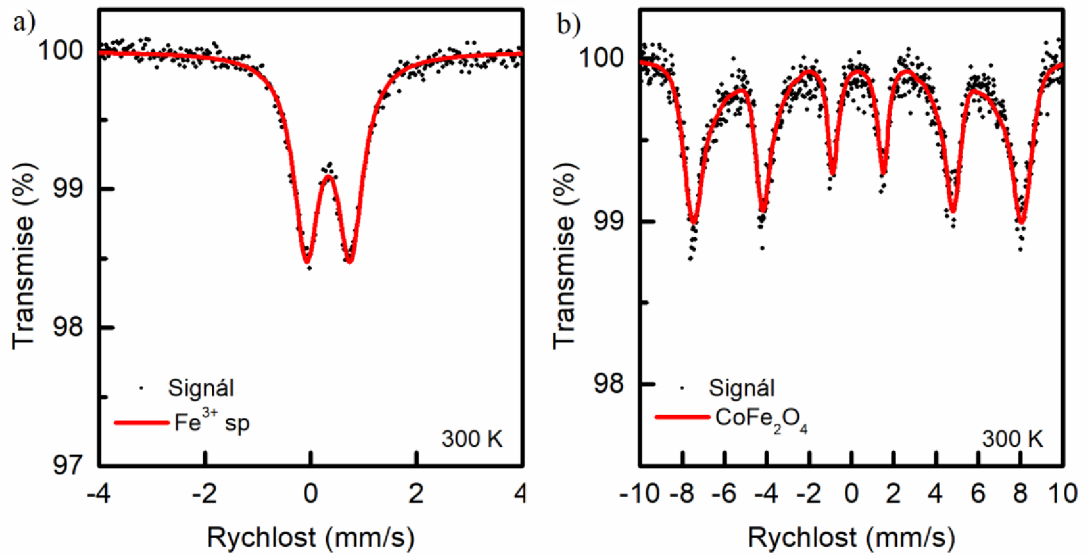 a)
100
99
98
97
Transmise (%)
Signál
Fe³⁺ sp
300 K
-4 -2 0 2 4
Rychlost (mm/s)
b)
100
99
98
Transmise (%)
Signál
CoFe₂O₄
300 K
-10 -8 -6 -4 -2 0 2 4 6 8 10
Rychlost (mm/s)